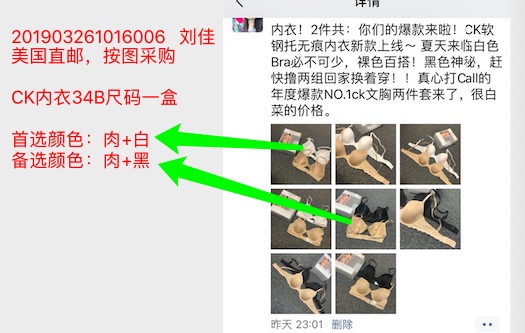 201903261016006 刘佳
美国直邮，按图采购
CK内衣34B尺码一盒
首选颜色：肉+白
备选颜色：肉+黑
详情
内衣！2件共：你们的爆款来啦！CK软
钢托无痕内衣新款上线～ 夏天来临白色
Bra必不可少，裸色百搭！黑色神秘，赶
快撸两组回家换着穿！！真心打Call的
年度爆款NO.1ck文胸两件套来了，很白
菜的价格。
昨天 23:01 删除